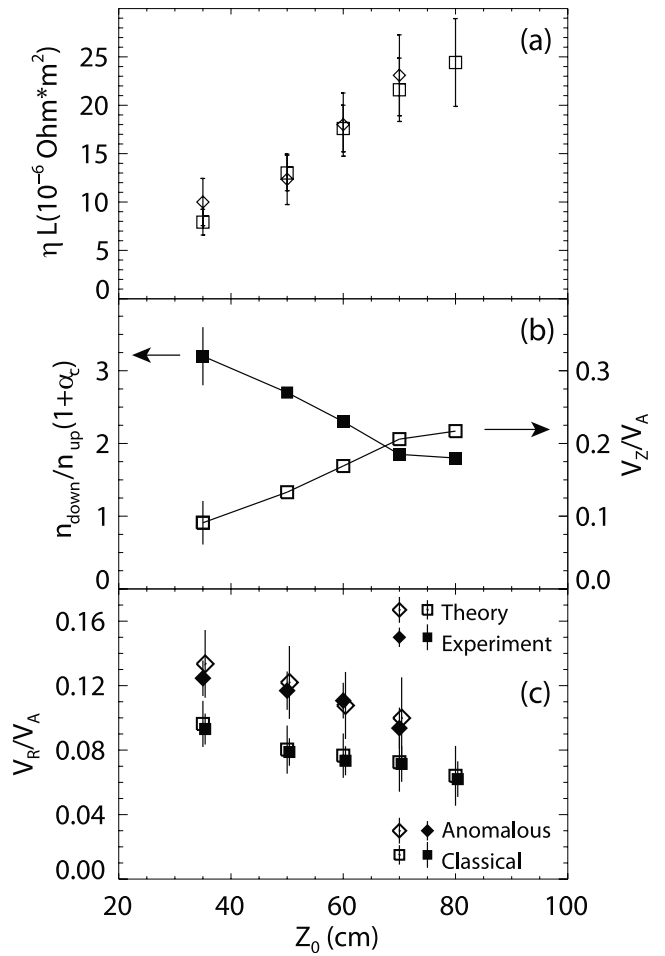 (a)
η L(10⁻⁶ Ohm*m²)
25
20
15
10
5
0
(b)
n_down/n_up(1+α_c)
3
2
1
0
0.3
0.2
0.1
0.0
V_Z/V_A
Theory
Experiment
(c)
V_R/V_A
0.16
0.12
0.08
0.04
0.00
Anomalous
Classical
20 40 60 80 100
Z₀ (cm)